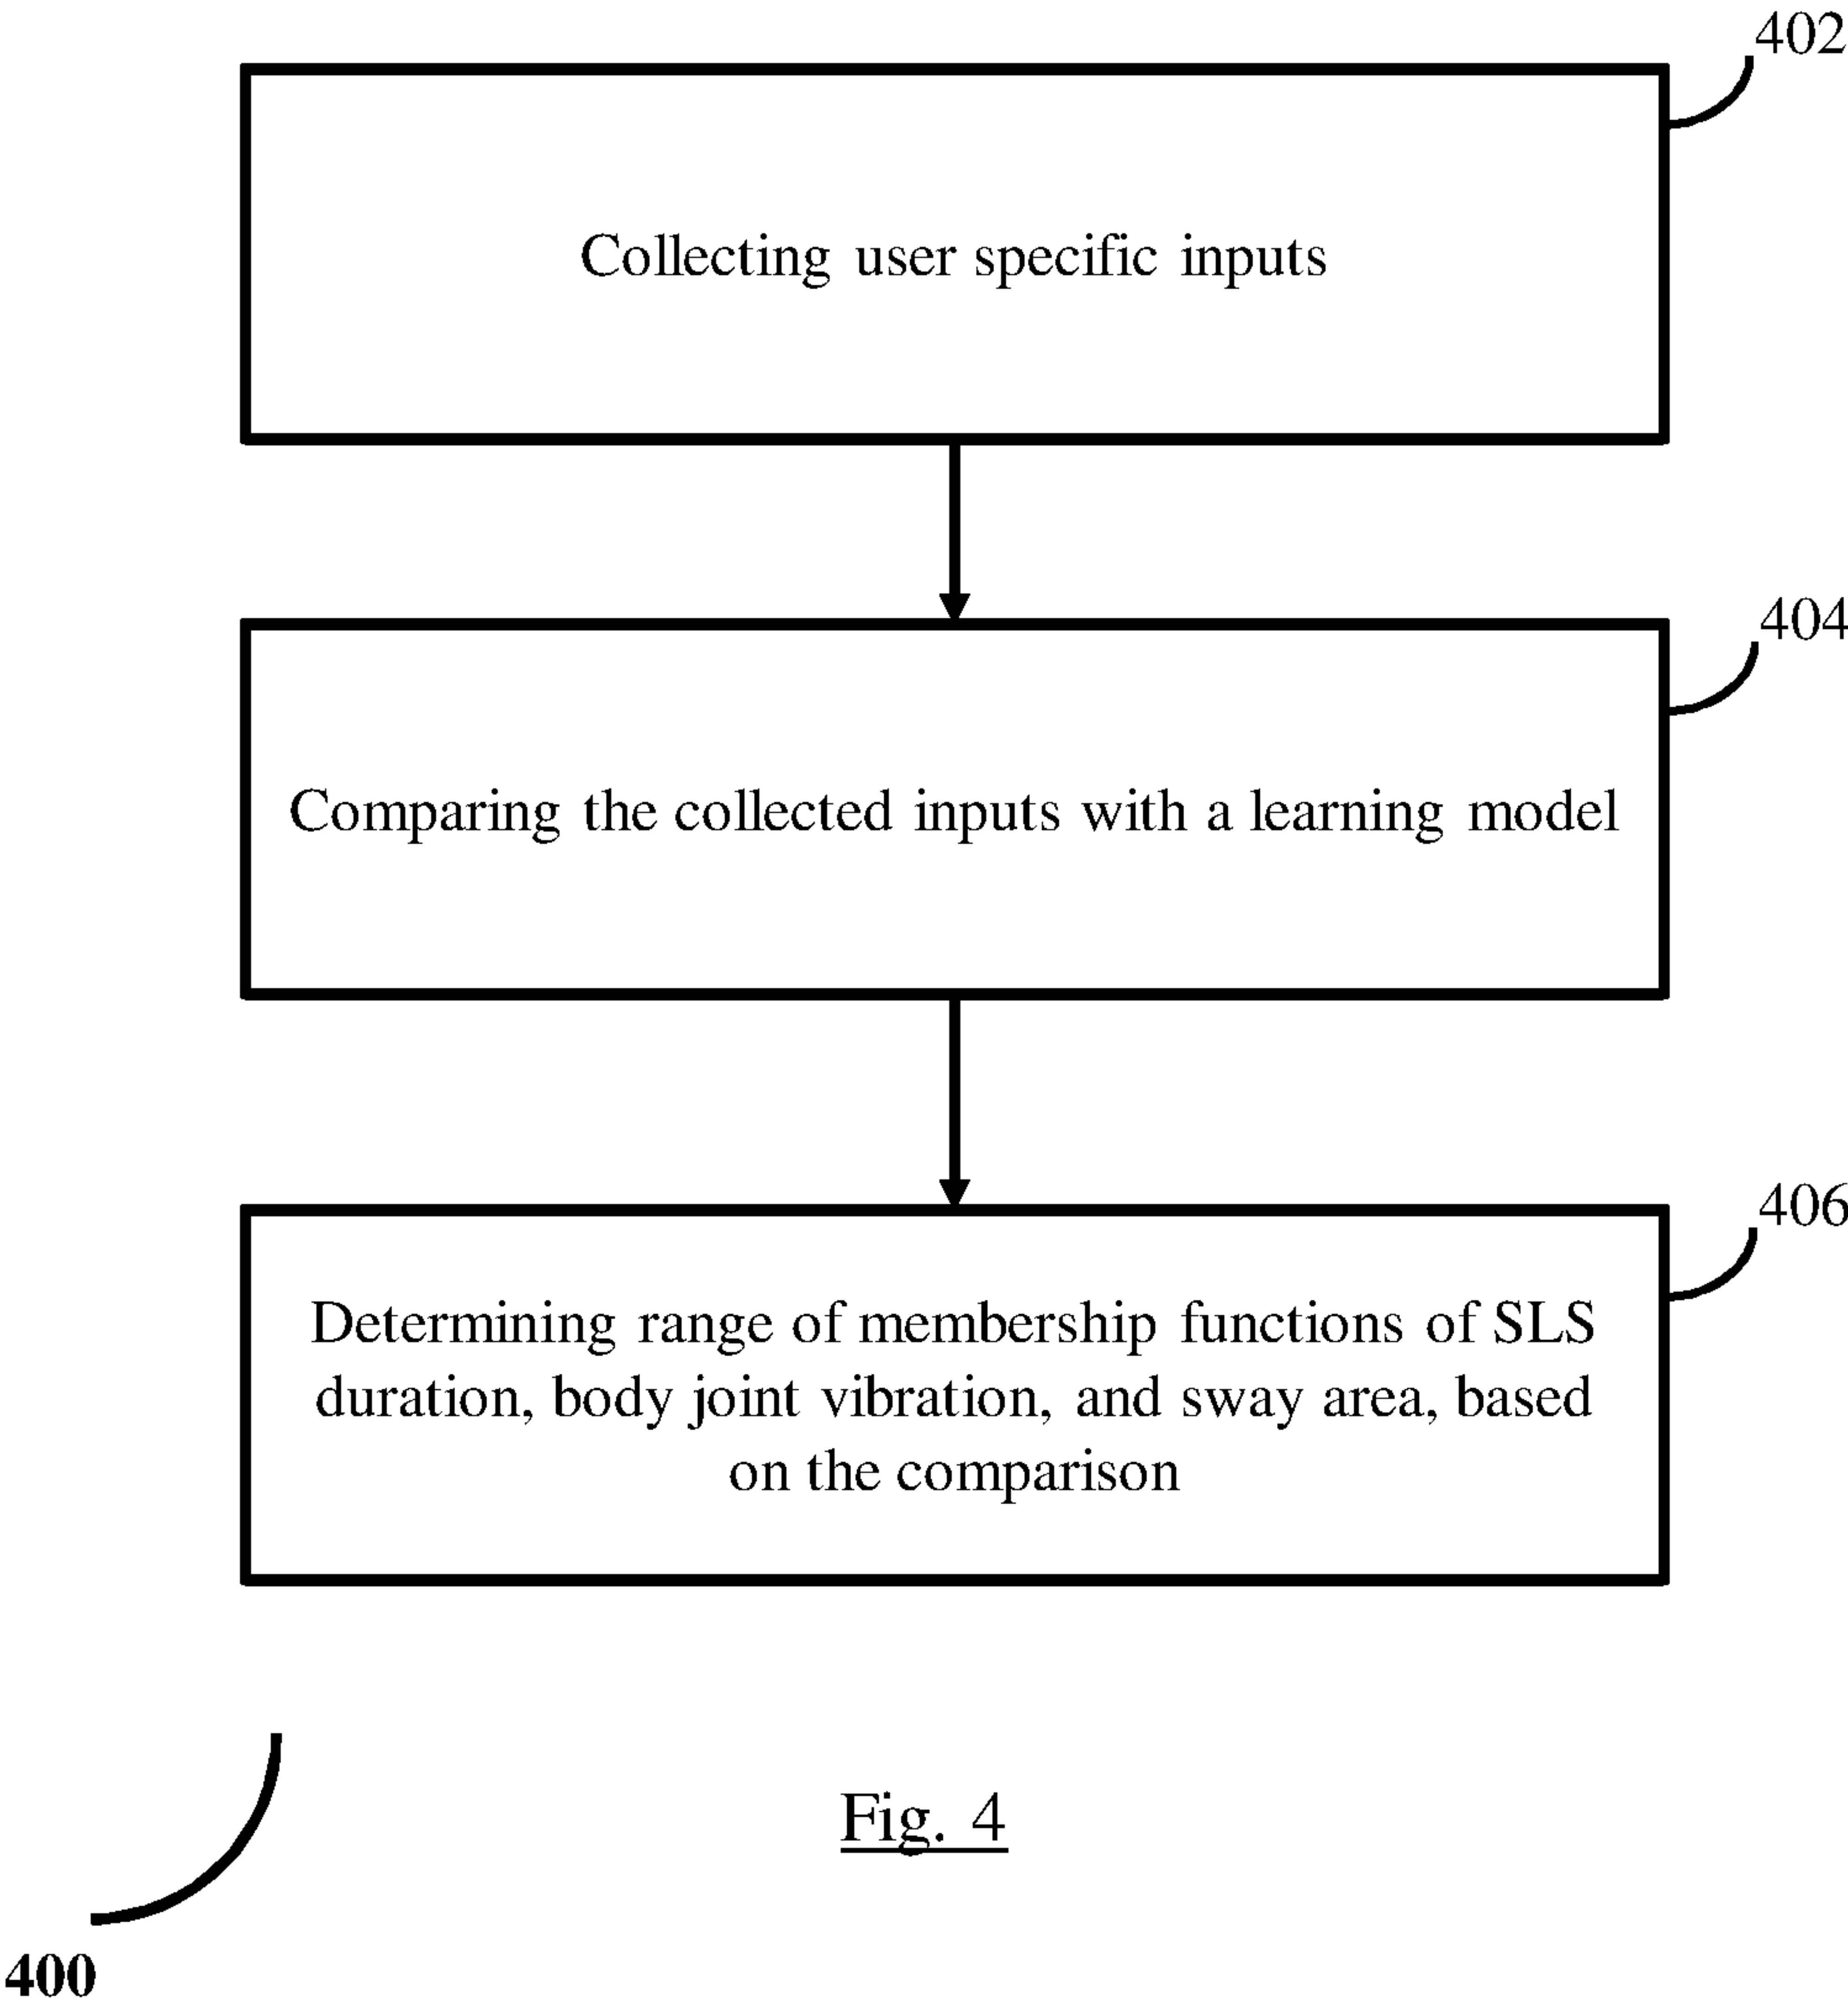 402
Collecting user specific inputs
404
Comparing the collected inputs with a learning model
406
Determining range of membership functions of SLS
duration, body joint vibration, and sway area, based
on the comparison
Fig. 4
400